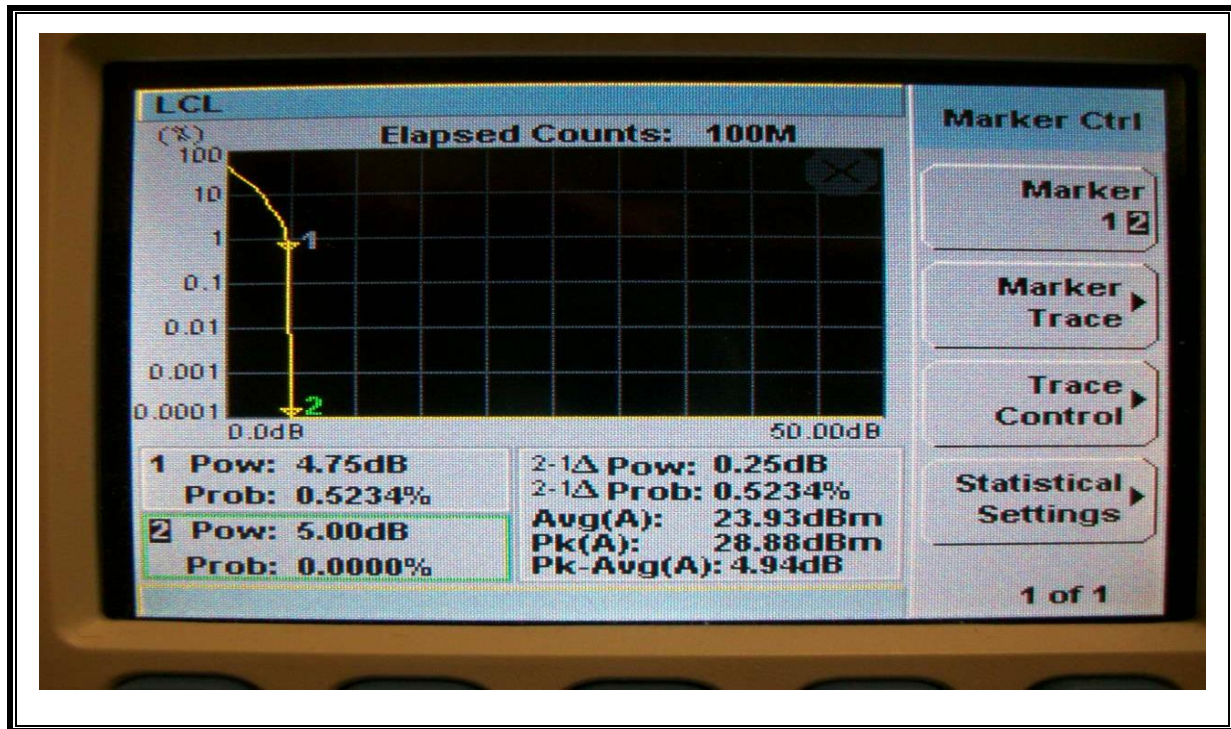 LCL
(%) Elapsed Counts: 100M
100
10
1
0.1
0.01
0.001
0.0001
1
2
0.0dB 50.00dB
1 Pow: 4.75dB
Prob: 0.5234%
2 Pow: 5.00dB
Prob: 0.0000%
2-1Δ Pow: 0.25dB
2-1Δ Prob: 0.5234%
Avg(A): 23.93dBm
Pk(A): 28.88dBm
Pk-Avg(A): 4.94dB
Marker Ctrl
Marker
1 2
Marker
Trace
Trace
Control
Statistical
Settings
1 of 1